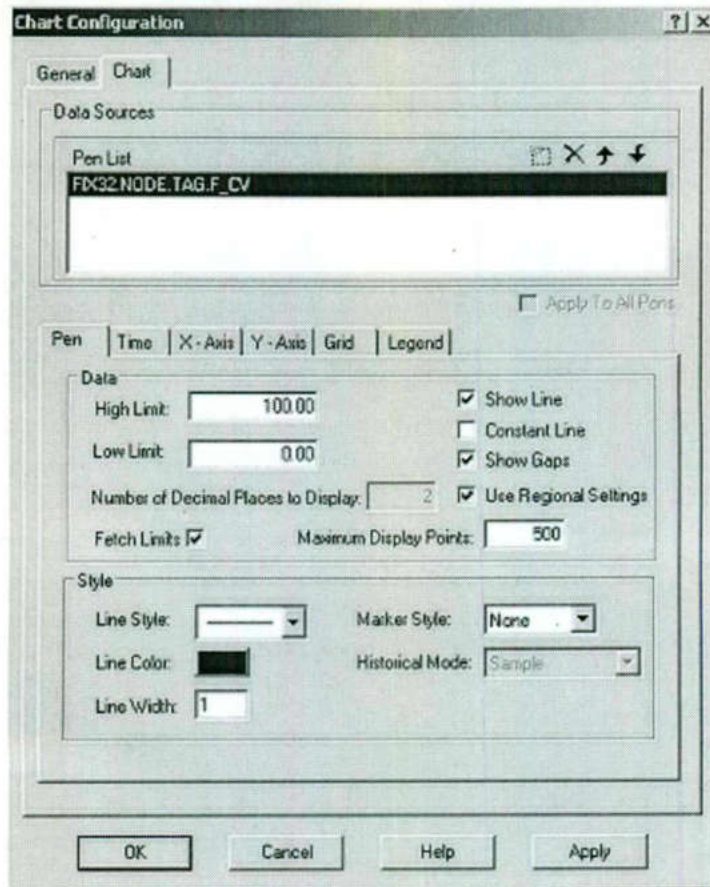 Chart Configuration
General Chart
Data Sources
Pen List
FIX32.NODE.TAG.F_CV
Apply To All Pens
Pen Time X - Axis Y - Axis Grid Legend
Data
High Limit: 100.00 Show Line
Constant Line
Low Limit: 0.00 Show Gaps
Number of Decimal Places to Display: 2 Use Regional Settings
Fetch Limits Maximum Display Points: 500
Style
Line Style: Marker Style: None
Line Color: Historical Mode: Sample
Line Width: 1
OK Cancel Help Apply